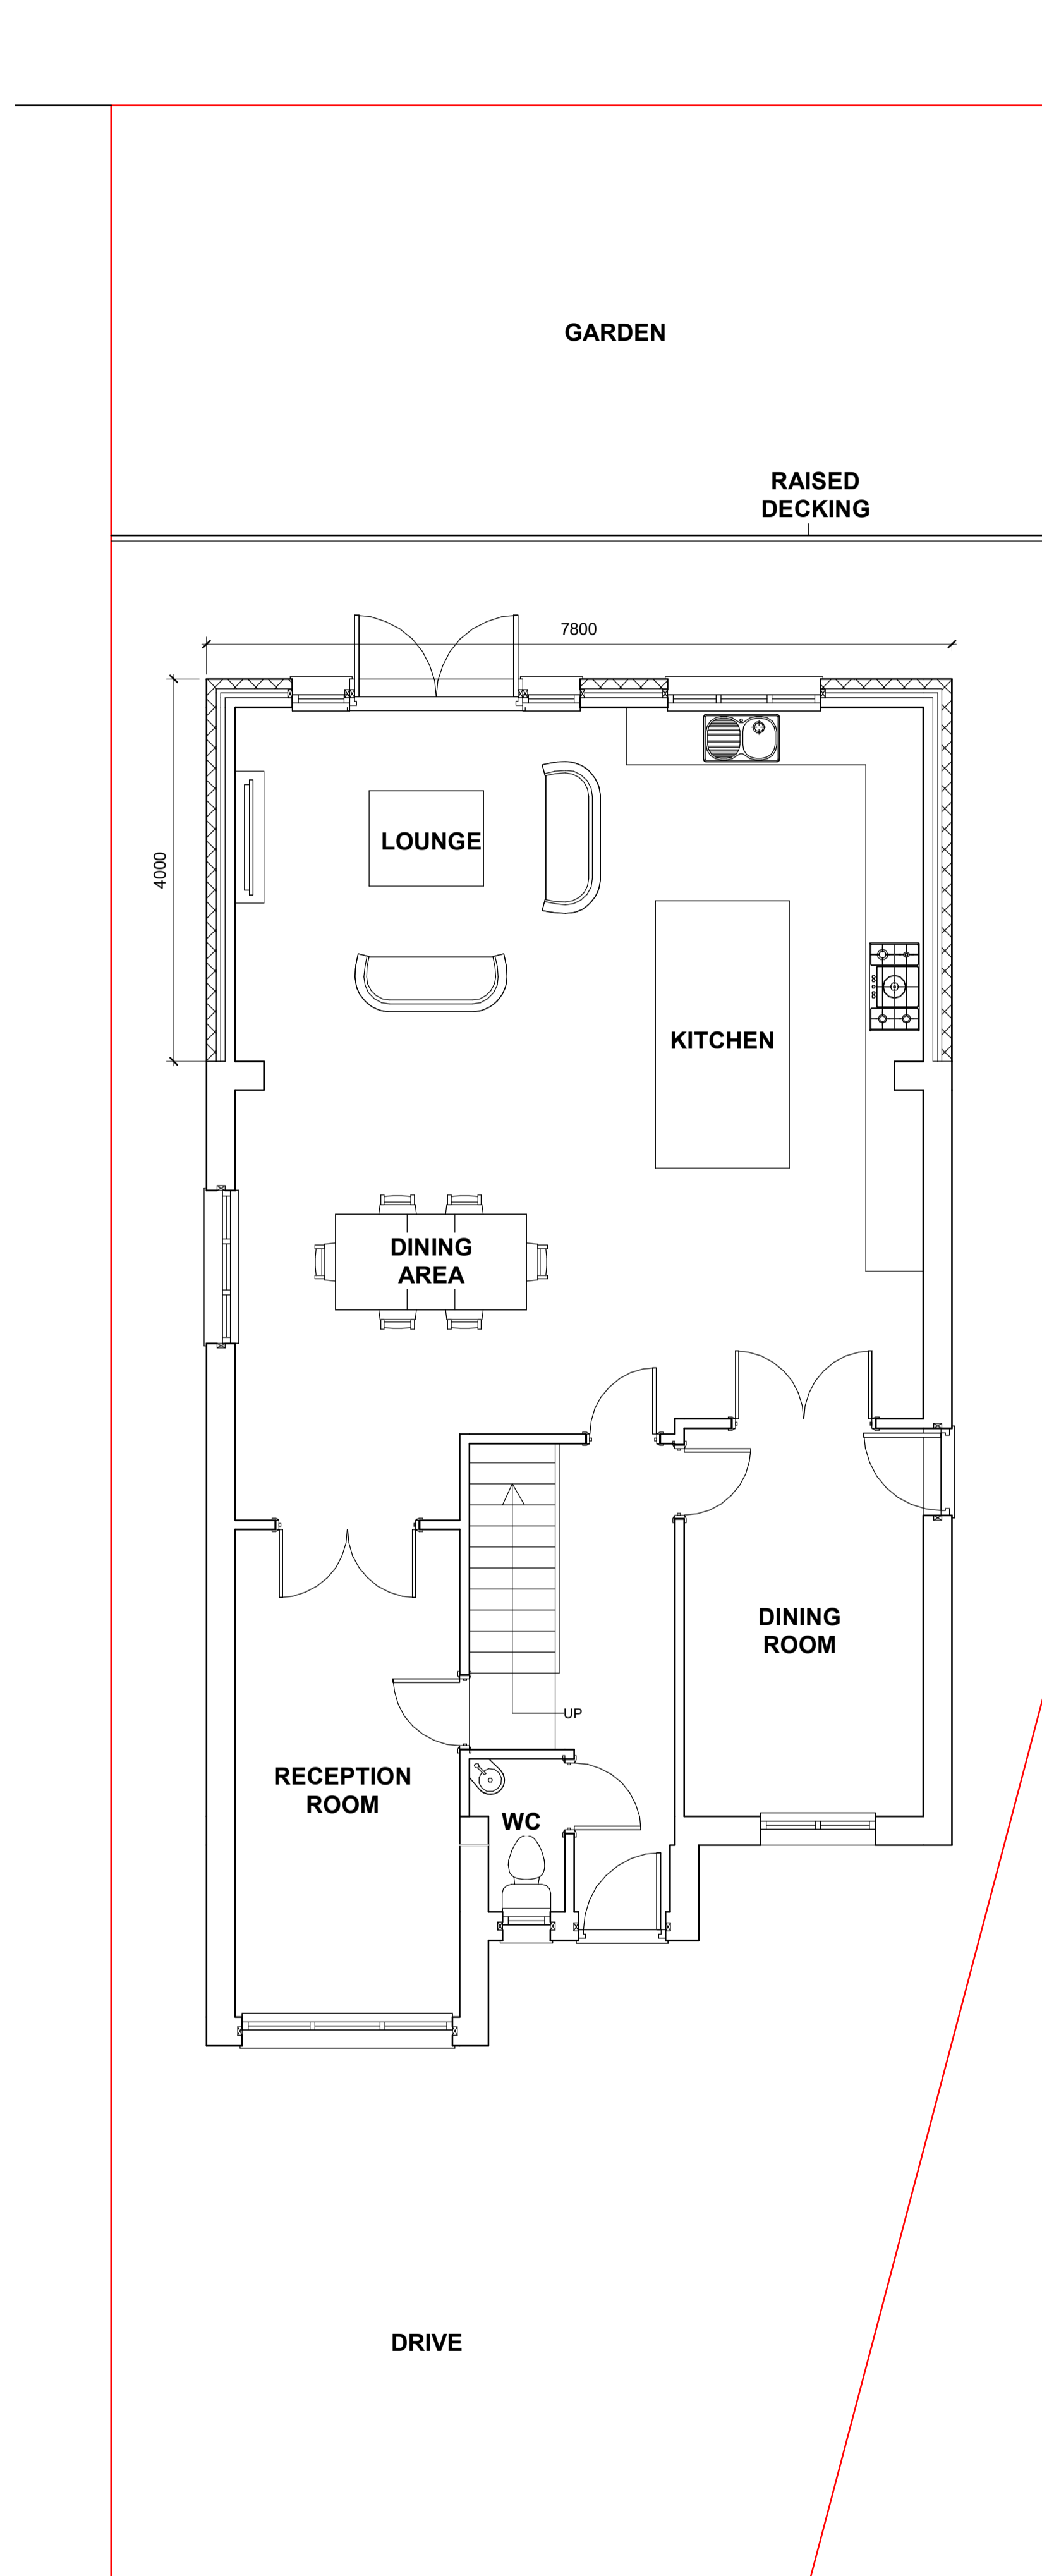 GARDEN
RAISED
DECKING
7800
4000
LOUNGE
KITCHEN
DINING
AREA
DINING
ROOM
UP
RECEPTION
ROOM
WC
DRIVE